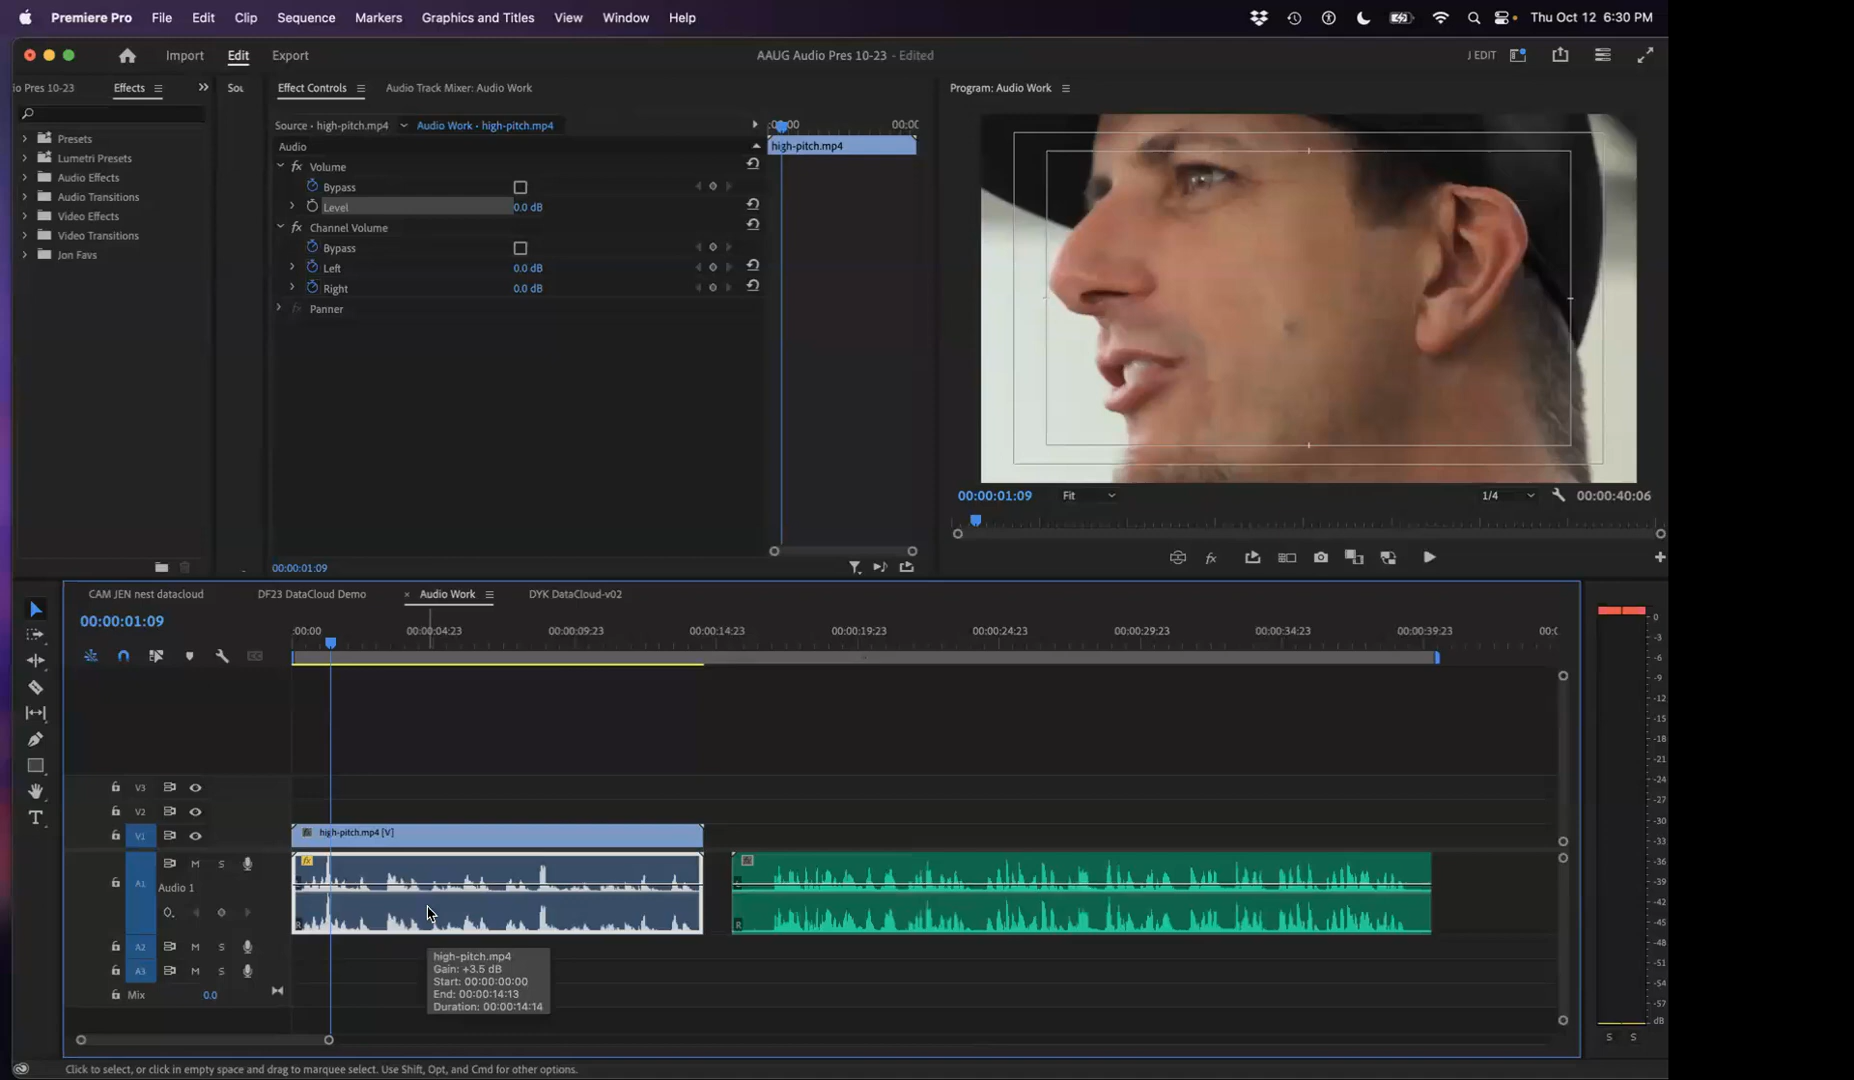 Premiere Pro File Edit Clip Sequence Markers Graphics and Titles View Window Help Thu Oct 12 6:30 PM
Import Edit Export AAUG Audio Pres 10-23 - Edited J EDIT
io Pres 10-23 Effects Sou Effect Controls Audio Track Mixer: Audio Work Program: Audio Work
Source • high-pitch.mp4 Audio Work • high-pitch.mp4 :00:00 00:0C
Presets
Lumetri Presets
Audio Effects
Audio Transitions
Video Effects
Video Transitions
Jon Favs
Audio high-pitch.mp4
fx Volume
Bypass
Level 0.0 dB
fx Channel Volume
Bypass
Left 0.0 dB
Right 0.0 dB
fx Panner
00:00:01:09
00:00:01:09 Fit 1/4 00:00:40:06
fx
CAM JEN nest datacloud DF23 DataCloud Demo × Audio Work DYK DataCloud-v02
00:00:01:09
:00:00 00:00:04:23 00:00:09:23 00:00:14:23 00:00:19:23 00:00:24:23 00:00:29:23 00:00:34:23 00:00:39:23 00:0
V3
V2
V1 high-pitch.mp4 [V]
fx
A1 M S
Audio 1
L
R
L
R
A2 M S
A3 M S
Mix 0.0
high-pitch.mp4
Gain: +3.5 dB
Start: 00:00:00:00
End: 00:00:14:13
Duration: 00:00:14:14
0
-3
-6
-9
-12
-15
-18
-21
-24
-27
-30
-33
-36
-39
-42
-45
-48
-51
-54
-57
dB
S S
Click to select, or click in empty space and drag to marquee select. Use Shift, Opt, and Cmd for other options.